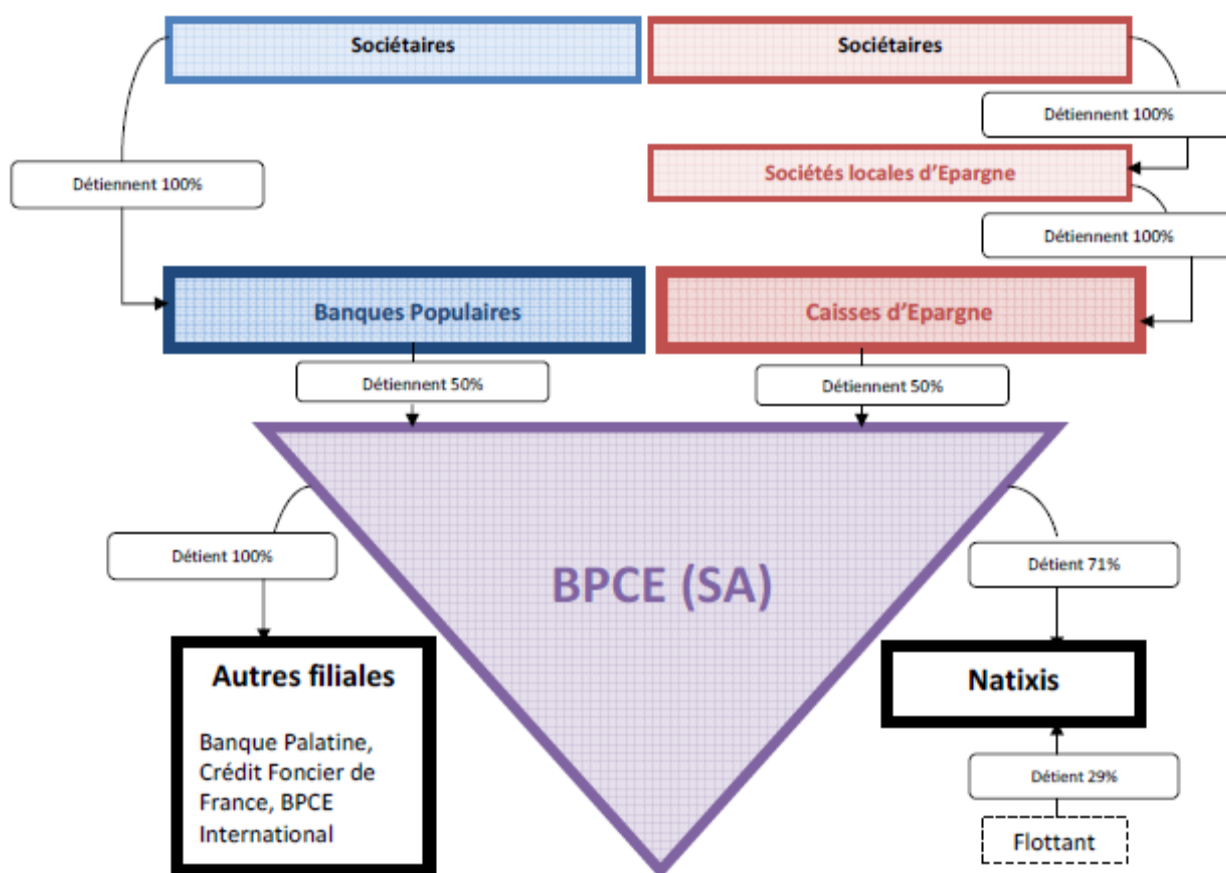 Sociétaires
Sociétaires
Détiennent 100%
Sociétés locales d'Epargne
Détiennent 100%
Détiennent 100%
Banques Populaires
Caisses d'Epargne
Détiennent 50%
Détiennent 50%
BPCE (SA)
Détient 100%
Détient 71%
Autres filiales
Banque Palatine,
Crédit Foncier de
France, BPCE
International
Natixis
Détient 29%
Flottant